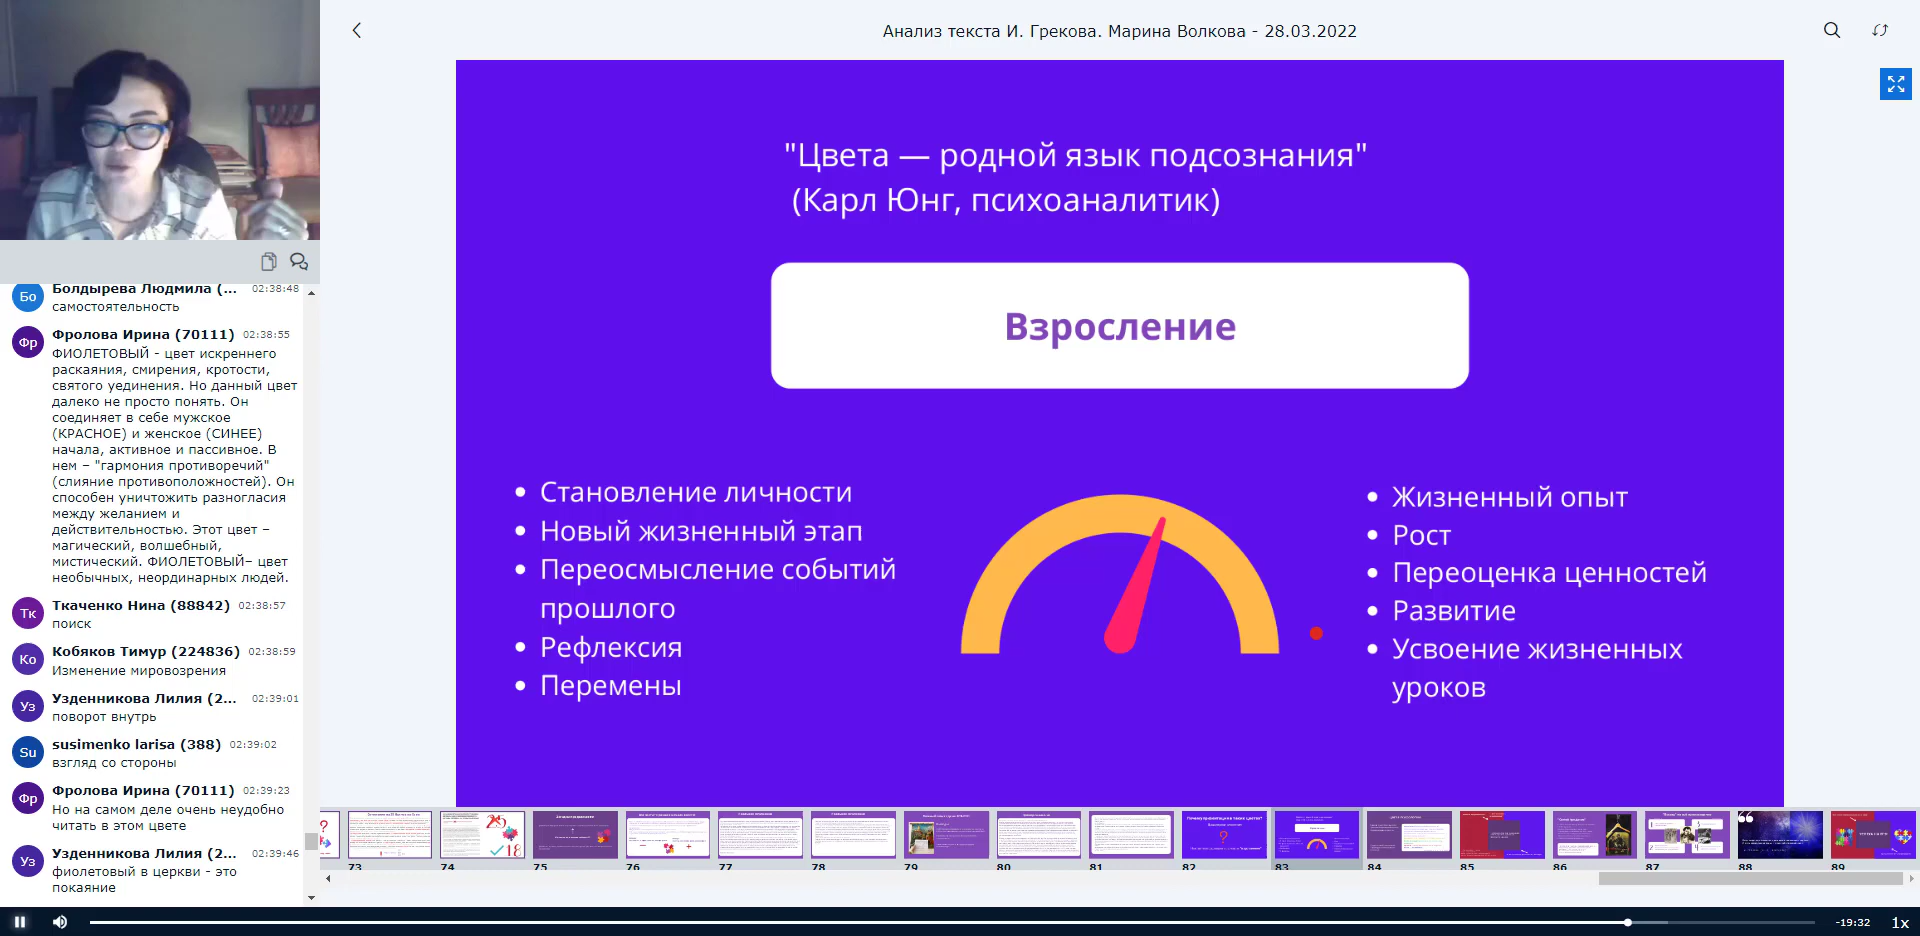 Анализ текста И. Грекова. Марина Волкова - 28.03.2022
"Цвета — родной язык подсознания"
(Карл Юнг, психоаналитик)
Взросление
• Становление личности
• Новый жизненный этап
• Переосмысление событий
прошлого
• Рефлексия
• Перемены
• Жизненный опыт
• Рост
• Переоценка ценностей
• Развитие
• Усвоение жизненных
уроков
Бо
Болдырева Людмила (... 02:38:48
самостоятельность
Фр
Фролова Ирина (70111) 02:38:55
ФИОЛЕТОВЫЙ - цвет искреннего
раскаяния, смирения, кротости,
святого уединения. Но данный цвет
далеко не просто понять. Он
соединяет в себе мужское
(КРАСНОЕ) и женское (СИНЕЕ)
начала, активное и пассивное. В
нем – "гармония противоречий"
(слияние противоположностей). Он
способен уничтожить разногласия
между желанием и
действительностью. Этот цвет –
магический, волшебный,
мистический. ФИОЛЕТОВЫЙ– цвет
необычных, неординарных людей.
Тк
Ткаченко Нина (88842) 02:38:57
поиск
Ко
Кобяков Тимур (224836) 02:38:59
Изменение мировозрения
Уз
Узденникова Лилия (2... 02:39:01
поворот внутрь
Su
susimenko larisa (388) 02:39:02
взгляд со стороны
Фр
Фролова Ирина (70111) 02:39:23
Но на самом деле очень неудобно
читать в этом цвете
Уз
Узденникова Лилия (2... 02:39:46
фиолетовый в церкви - это
покаяние
73 74 75 76 77 78 79 80 81 82 83 84 85 86 87 88 89
-19:32 1x